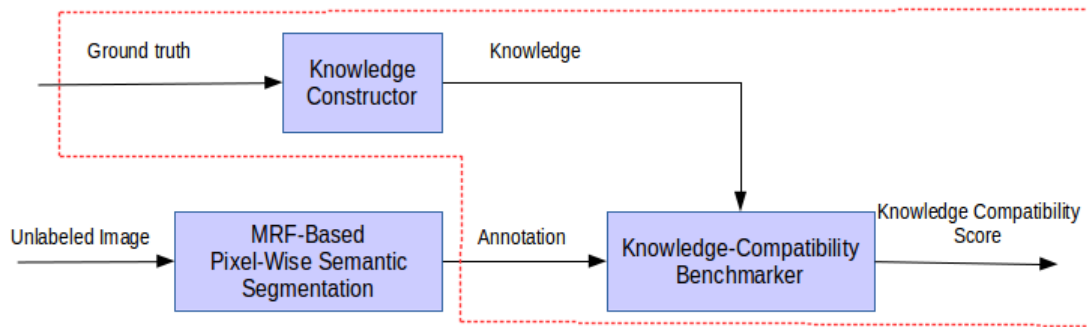 Ground truth
Knowledge
Constructor
Knowledge
Unlabeled Image
MRF-Based
Pixel-Wise Semantic
Segmentation
Annotation
Knowledge-Compatibility
Benchmarker
Knowledge Compatibility
Score